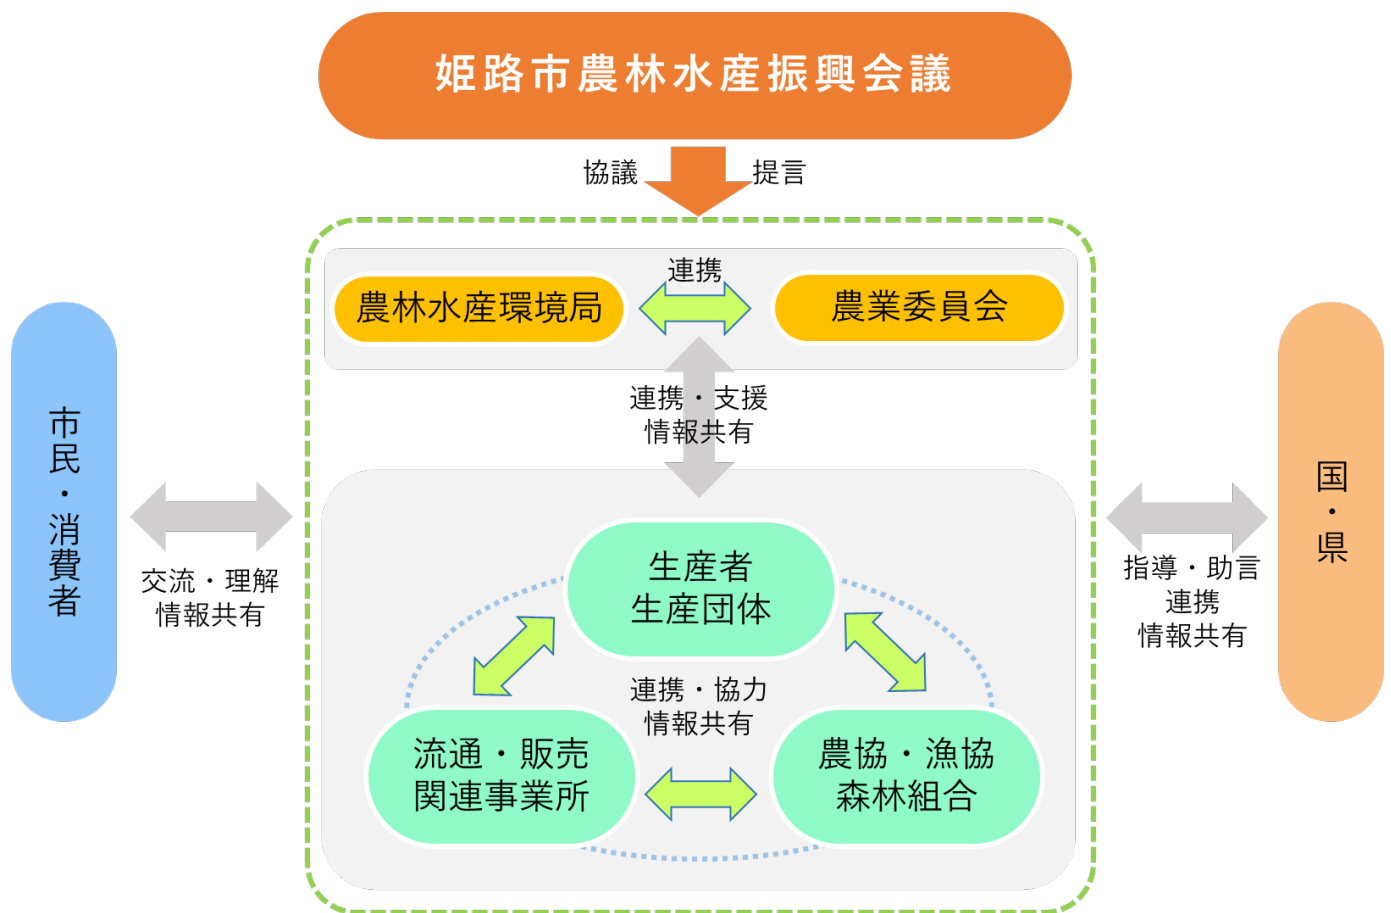 姫路市農林水産振興会議
協議
提言
連携
農林水産環境局
農業委員会
連携・支援
情報共有
市民・消費者
交流・理解
情報共有
国・県
指導・助言
連携
情報共有
生産者
生産団体
連携・協力
情報共有
流通・販売
関連事業所
農協・漁協
森林組合